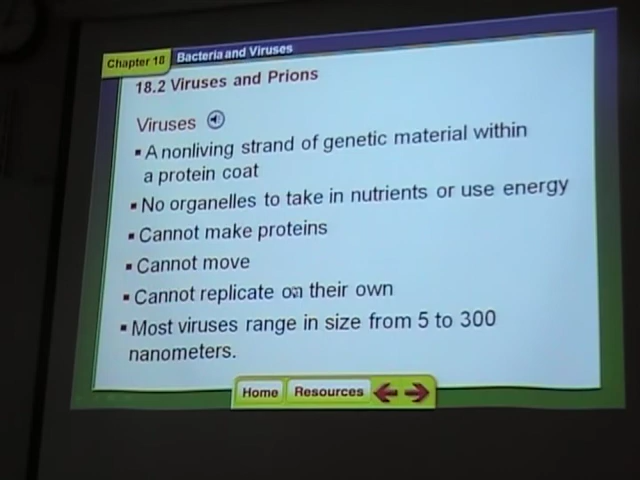 Chapter 18
Bacteria and Viruses
18.2 Viruses and Prions
Viruses
▪ A nonliving strand of genetic material within
a protein coat
▪ No organelles to take in nutrients or use energy
▪ Cannot make proteins
▪ Cannot move
▪ Cannot replicate on their own
▪ Most viruses range in size from 5 to 300
nanometers.
Home Resources